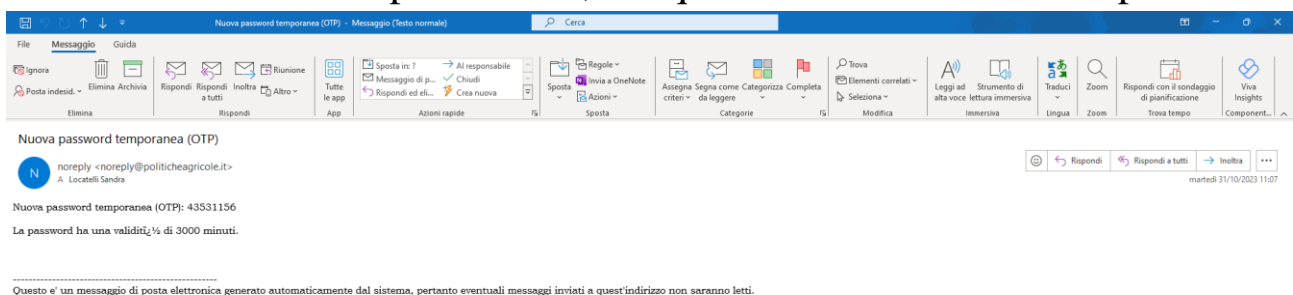 Nuova password temporanea (OTP) - Messaggio (Testo normale)
Cerca
File Messaggio Guida
Ignora
Posta indesid.
Elimina Archivia
Elimina
Rispondi Rispondi a tutti Inoltra
Riunione
Altro
Rispondi
Tutte le app
App
Sposta in: ?
Messaggio di p...
Rispondi ed eli...
Al responsabile
Chiudi
Crea nuova
Azioni rapide
Sposta
Regole
Invia a OneNote
Azioni
Sposta
Assegna criteri
Segna come da leggere
Categorizza
Completa
Categorie
Trova
Elementi correlati
Seleziona
Modifica
Leggi ad alta voce
Strumento di lettura immersiva
Immersiva
Traduci
Lingua
Zoom
Zoom
Rispondi con il sondaggio di pianificazione
Trova tempo
Viva Insights
Component...
Nuova password temporanea (OTP)
N
noreply <noreply@politicheagricole.it>
A Locatelli Sandra
Rispondi
Rispondi a tutti
Inoltra
martedì 31/10/2023 11:07
Nuova password temporanea (OTP): 43531156
La password ha una validitï¿½ di 3000 minuti.
----------------------------------------------------
Questo e' un messaggio di posta elettronica generato automaticamente dal sistema, pertanto eventuali messaggi inviati a quest'indirizzo non saranno letti.